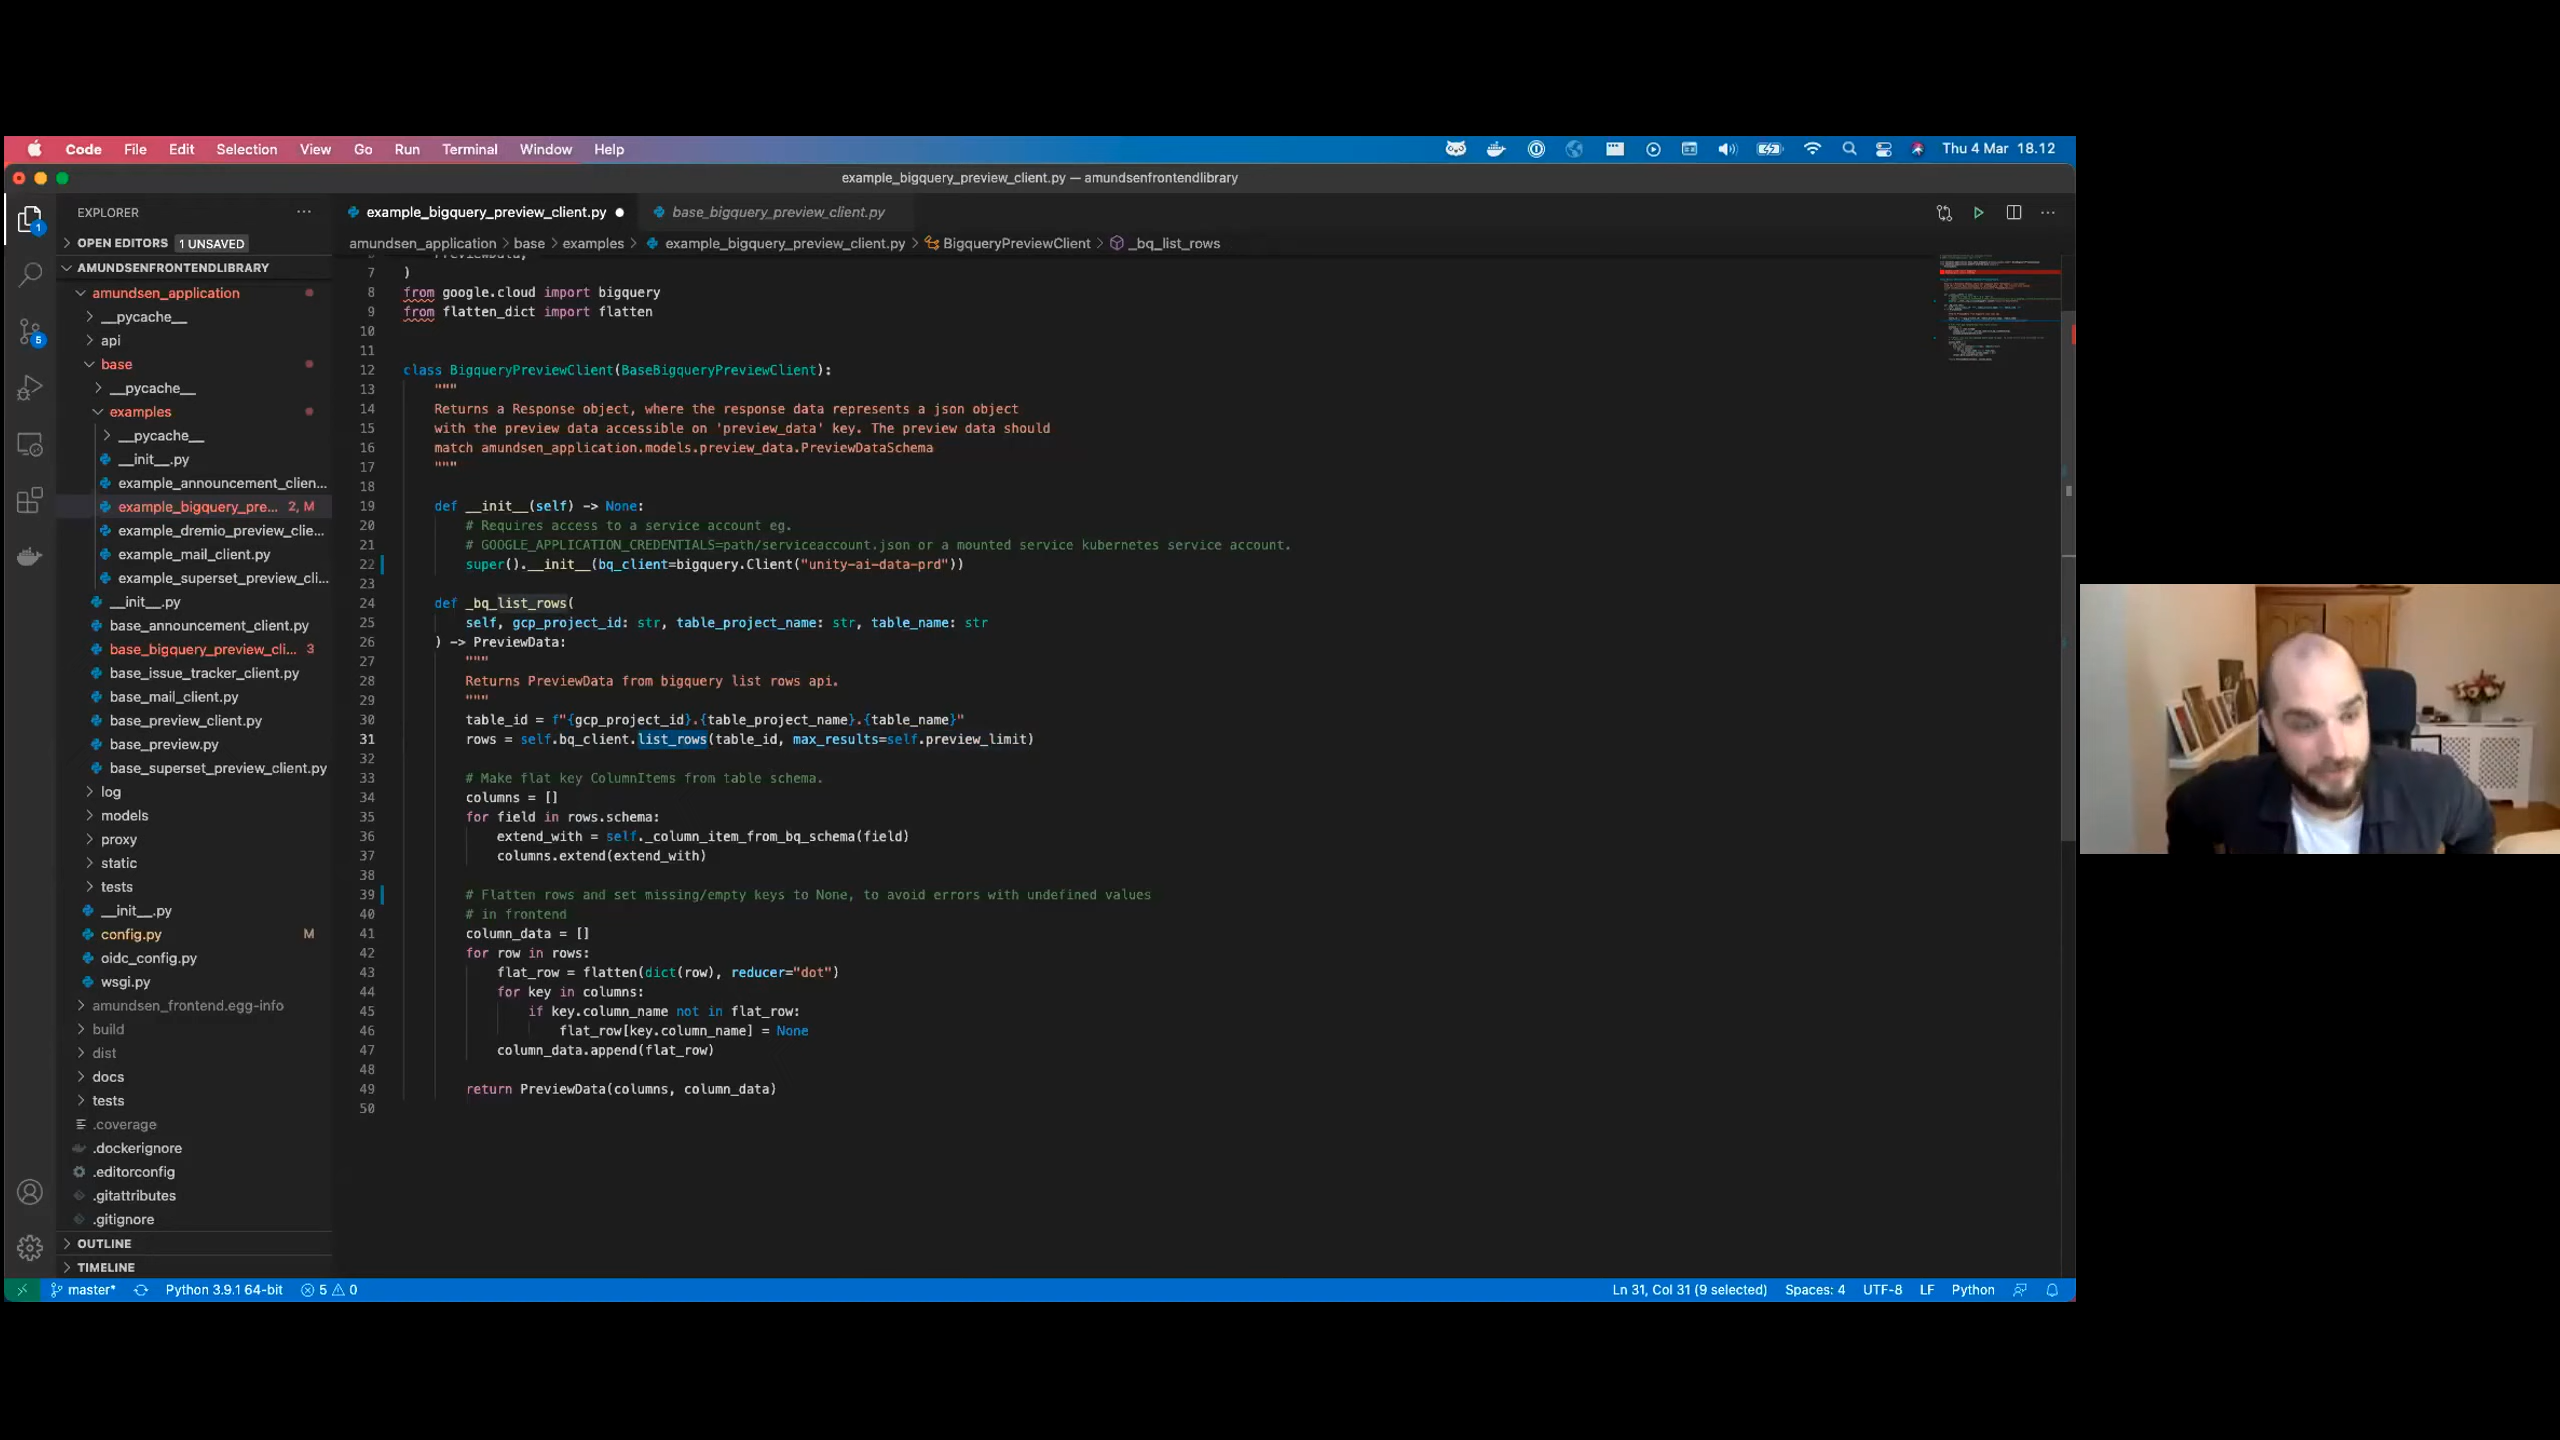 Code File Edit Selection View Go Run Terminal Window Help Thu 4 Mar 18.12
example_bigquery_preview_client.py — amundsenfrontendlibrary
EXPLORER ···
OPEN EDITORS 1 UNSAVED
AMUNDSENFRONTENDLIBRARY
amundsen_application
__pycache__
api
base
__pycache__
examples
__pycache__
__init__.py
example_announcement_clien...
example_bigquery_pre... 2, M
example_dremio_preview_clie...
example_mail_client.py
example_superset_preview_cli...
__init__.py
base_announcement_client.py
base_bigquery_preview_cli... 3
base_issue_tracker_client.py
base_mail_client.py
base_preview_client.py
base_preview.py
base_superset_preview_client.py
log
models
proxy
static
tests
__init__.py
config.py M
oidc_config.py
wsgi.py
amundsen_frontend.egg-info
build
dist
docs
tests
.coverage
.dockerignore
.editorconfig
.gitattributes
.gitignore
OUTLINE
TIMELINE
1
5
example_bigquery_preview_client.py ● base_bigquery_preview_client.py
amundsen_application > base > examples > example_bigquery_preview_client.py > BigqueryPreviewClient > _bq_list_rows
7 )
8 from google.cloud import bigquery
9 from flatten_dict import flatten
10
11
12 class BigqueryPreviewClient(BaseBigqueryPreviewClient):
13 """
14 Returns a Response object, where the response data represents a json object
15 with the preview data accessible on 'preview_data' key. The preview data should
16 match amundsen_application.models.preview_data.PreviewDataSchema
17 """
18
19 def __init__(self) -> None:
20 # Requires access to a service account eg.
21 # GOOGLE_APPLICATION_CREDENTIALS=path/serviceaccount.json or a mounted service kubernetes service account.
22 super().__init__(bq_client=bigquery.Client("unity-ai-data-prd"))
23
24 def _bq_list_rows(
25 self, gcp_project_id: str, table_project_name: str, table_name: str
26 ) -> PreviewData:
27 """
28 Returns PreviewData from bigquery list rows api.
29 """
30 table_id = f"{gcp_project_id}.{table_project_name}.{table_name}"
31 rows = self.bq_client.list_rows(table_id, max_results=self.preview_limit)
32
33 # Make flat key ColumnItems from table schema.
34 columns = []
35 for field in rows.schema:
36 extend_with = self._column_item_from_bq_schema(field)
37 columns.extend(extend_with)
38
39 # Flatten rows and set missing/empty keys to None, to avoid errors with undefined values
40 # in frontend
41 column_data = []
42 for row in rows:
43 flat_row = flatten(dict(row), reducer="dot")
44 for key in columns:
45 if key.column_name not in flat_row:
46 flat_row[key.column_name] = None
47 column_data.append(flat_row)
48
49 return PreviewData(columns, column_data)
50
master* Python 3.9.1 64-bit 5 0 Ln 31, Col 31 (9 selected) Spaces: 4 UTF-8 LF Python